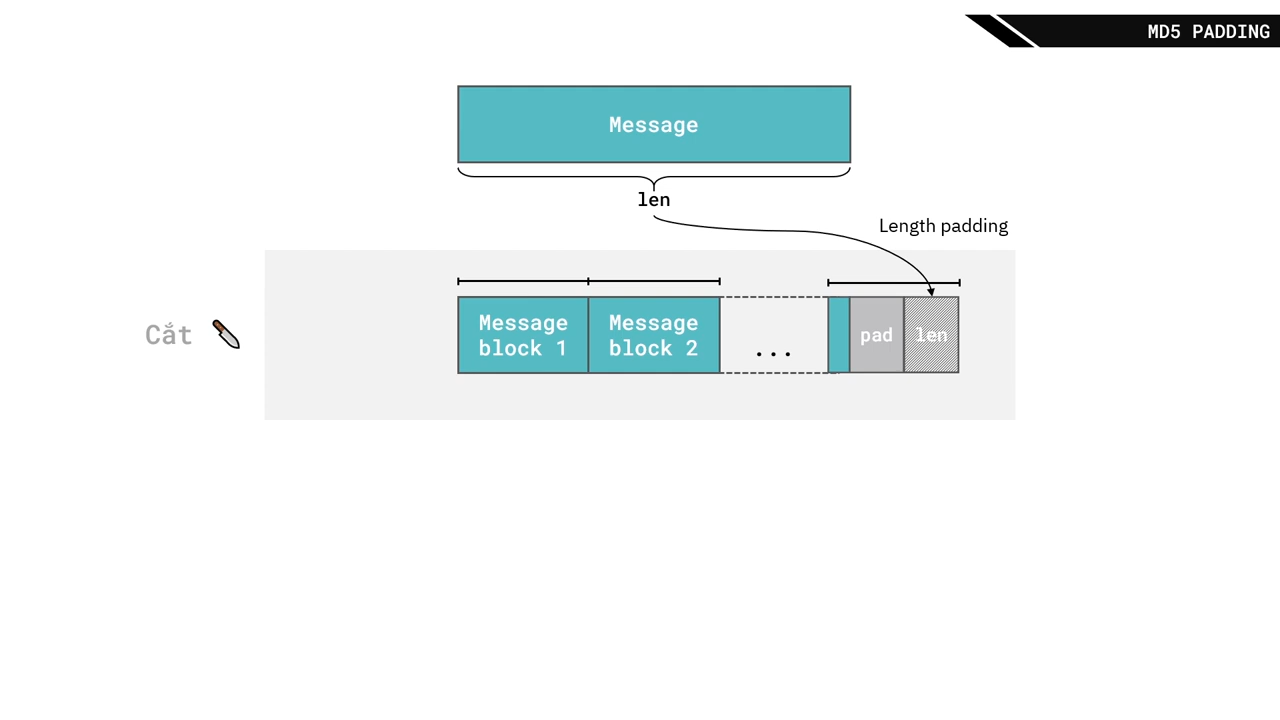 MD5 PADDING
Message
len
Length padding
Cắt
Message
block 1
Message
block 2
...
pad
len